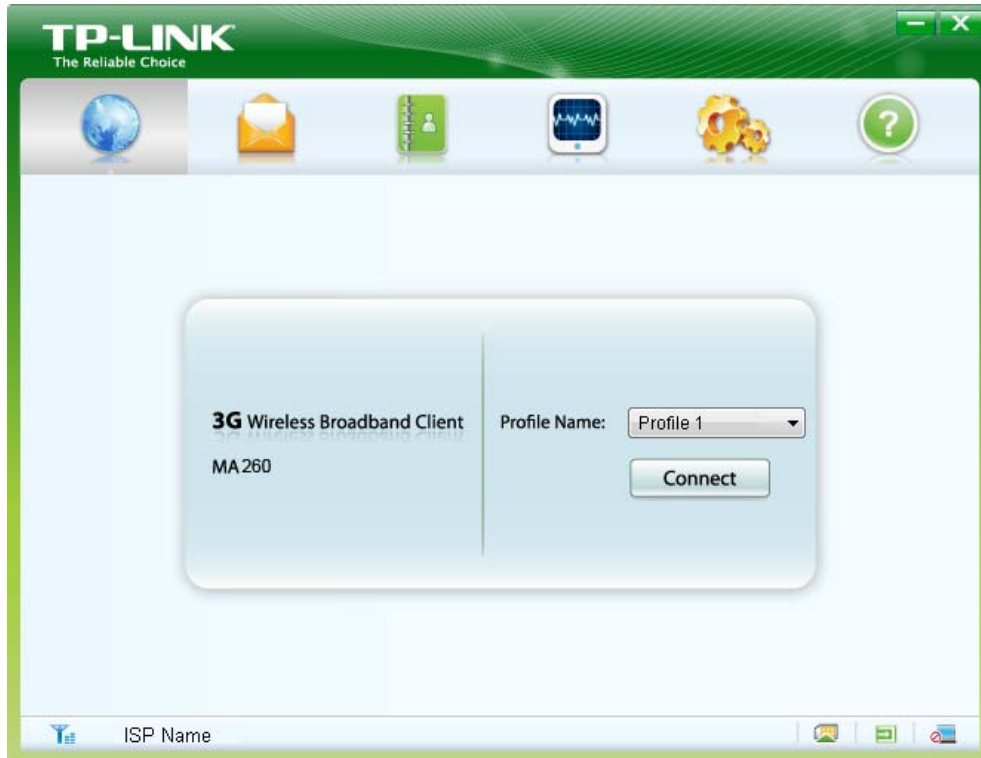 TP-LINK
The Reliable Choice
?
3G Wireless Broadband Client
MA260
Profile Name:
Profile 1
Connect
ISP Name